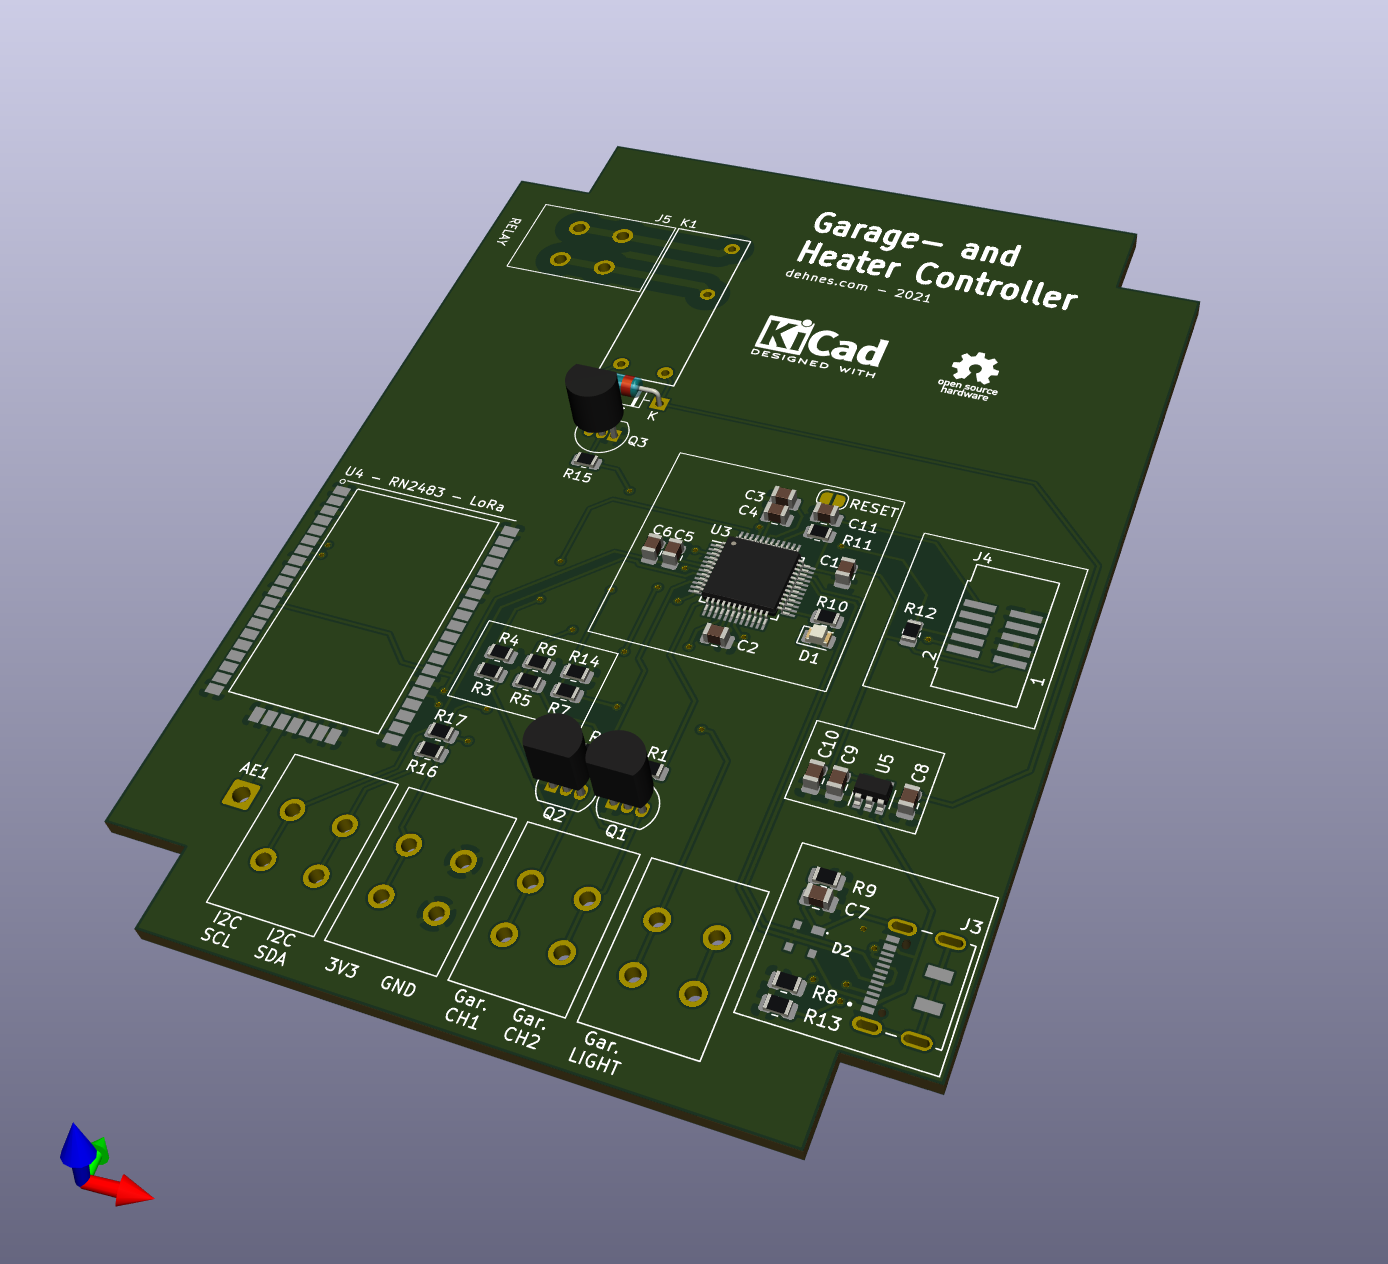 Garage— and
Heater Controller
dehnes.com — 2021
KiCad
DESIGNED WITH
open source
hardware
RELAY
J5 K1
K
Q3
R15
U4 — RN2483 — LoRa
C3
C4
RESET
C11
R11
C6 C5
U3
C1
R10
D1
C2
J4
R12
2
1
R4
R6
R14
R3
R5
R7
R17
R16
R1
Q2
Q1
AE1
C10
C9
U5
C8
R9
C7
D2
J3
R8
R13
I2C
SCL
I2C
SDA
3V3
GND
Gar.
CH1
Gar.
CH2
Gar.
LIGHT